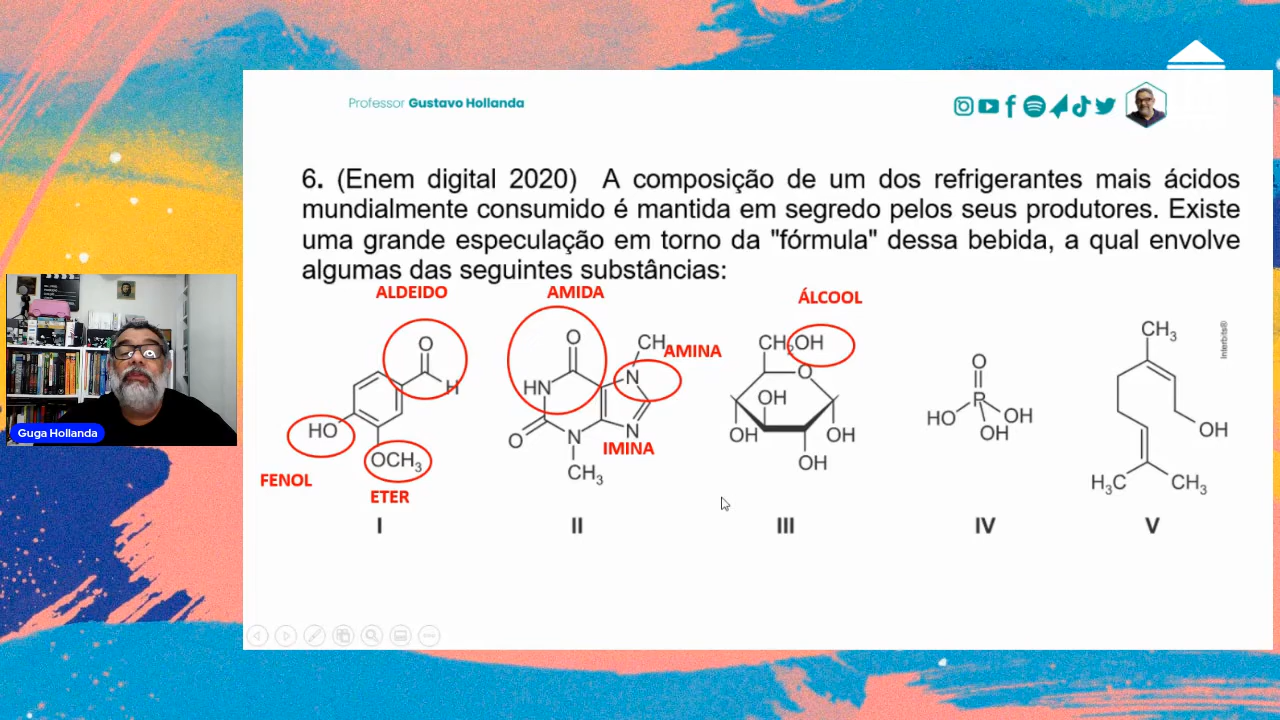 Professor Gustavo Hollanda
6. (Enem digital 2020) A composição de um dos refrigerantes mais ácidos
mundialmente consumido é mantida em segredo pelos seus produtores. Existe
uma grande especulação em torno da "fórmula" dessa bebida, a qual envolve
algumas das seguintes substâncias:
ALDEIDO
AMIDA
ÁLCOOL
O
H
HO
OCH3
FENOL
ETER
I
O
CH
AMINA
HN
N
O
N
N
IMINA
CH3
II
CH2OH
O
OH
OH
OH
OH
III
O
P
HO
OH
OH
IV
CH3
OH
H3C
CH3
V
Interbits®
Guga Hollanda